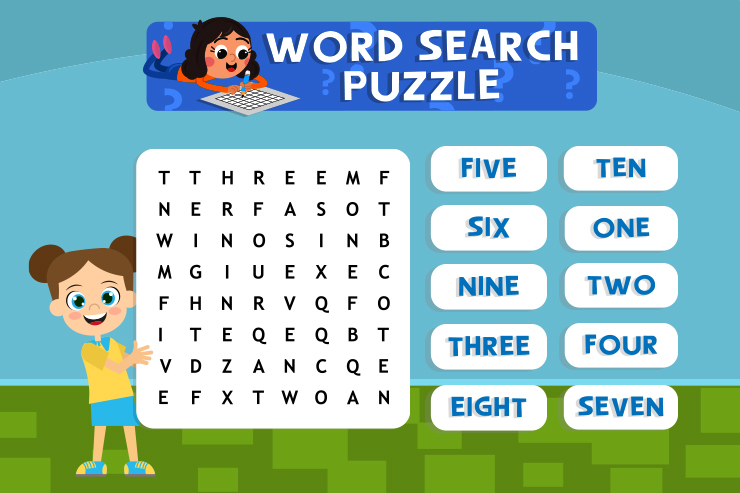 WORD SEARCH
PUZZLE
T T H R E E M F
N E R F A S O T
W I N O S I N B
M G I U E X E C
F H N R V Q F O
I T E Q E Q B T
V D Z A N C Q E
E F X T W O A N
FIVE TEN
SIX ONE
NINE TWO
THREE FOUR
EIGHT SEVEN